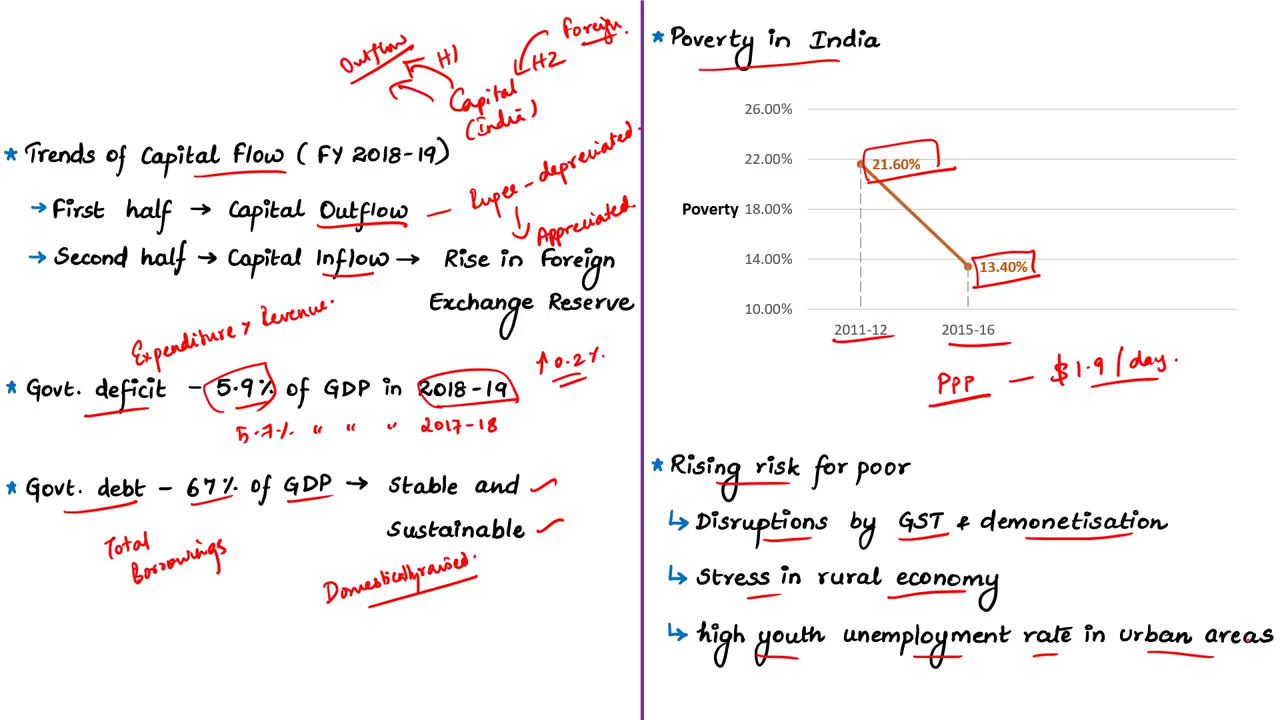 Outflow
H1
Foreign.
H2
Capital
(India)
* Trends of Capital Flow ( FY 2018-19)
→ First half → Capital Outflow — Rupee - depreciated.
Appreciated.
→ Second half → Capital Inflow → Rise in Foreign
Exchange Reserve
Expenditure > Revenue.
* Govt. deficit - 5.9% of GDP in 2018-19
↑ 0.2%
5.7% " " " 2017-18
* Govt. debt - 67% of GDP → Stable and
Sustainable
Total
Borrowings
Domestically raised.
* Poverty in India
26.00%
22.00%
21.60%
Poverty 18.00%
14.00%
13.40%
10.00%
2011-12 2015-16
PPP — $1.9/day.
* Rising risk for poor
↳ Disruptions by GST & demonetisation
↳ Stress in rural economy
↳ high youth unemployment rate in urban areas